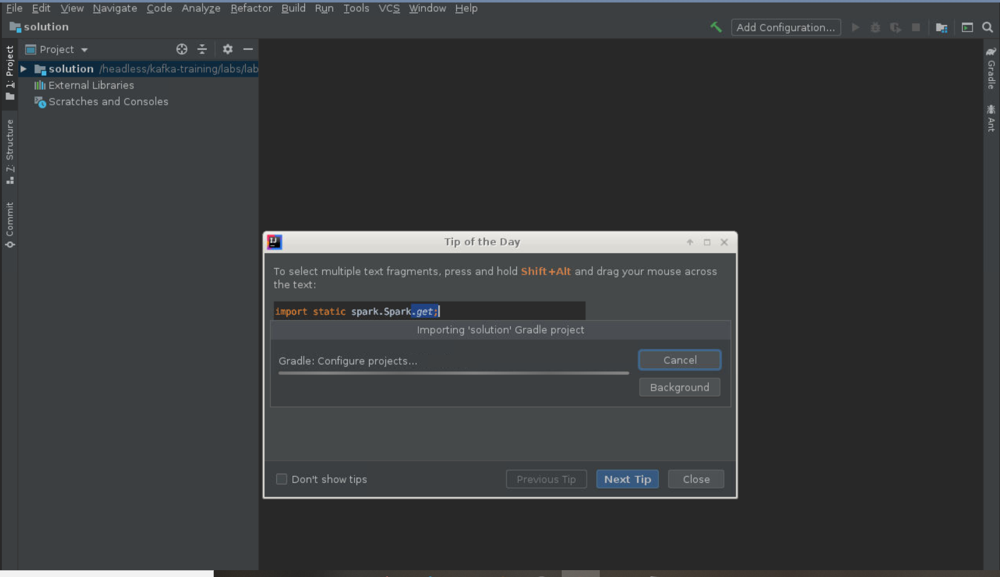 File Edit View Navigate Code Analyze Refactor Build Run Tools VCS Window Help
solution
Add Configuration...
Project
solution /headless/kafka-training/labs/lab
External Libraries
Scratches and Consoles
1: Project
7: Structure
Commit
Gradle
Ant
Tip of the Day
To select multiple text fragments, press and hold Shift+Alt and drag your mouse across
the text:
import static spark.Spark.get;
Importing 'solution' Gradle project
Gradle: Configure projects...
Cancel
Background
Don't show tips
Previous Tip
Next Tip
Close